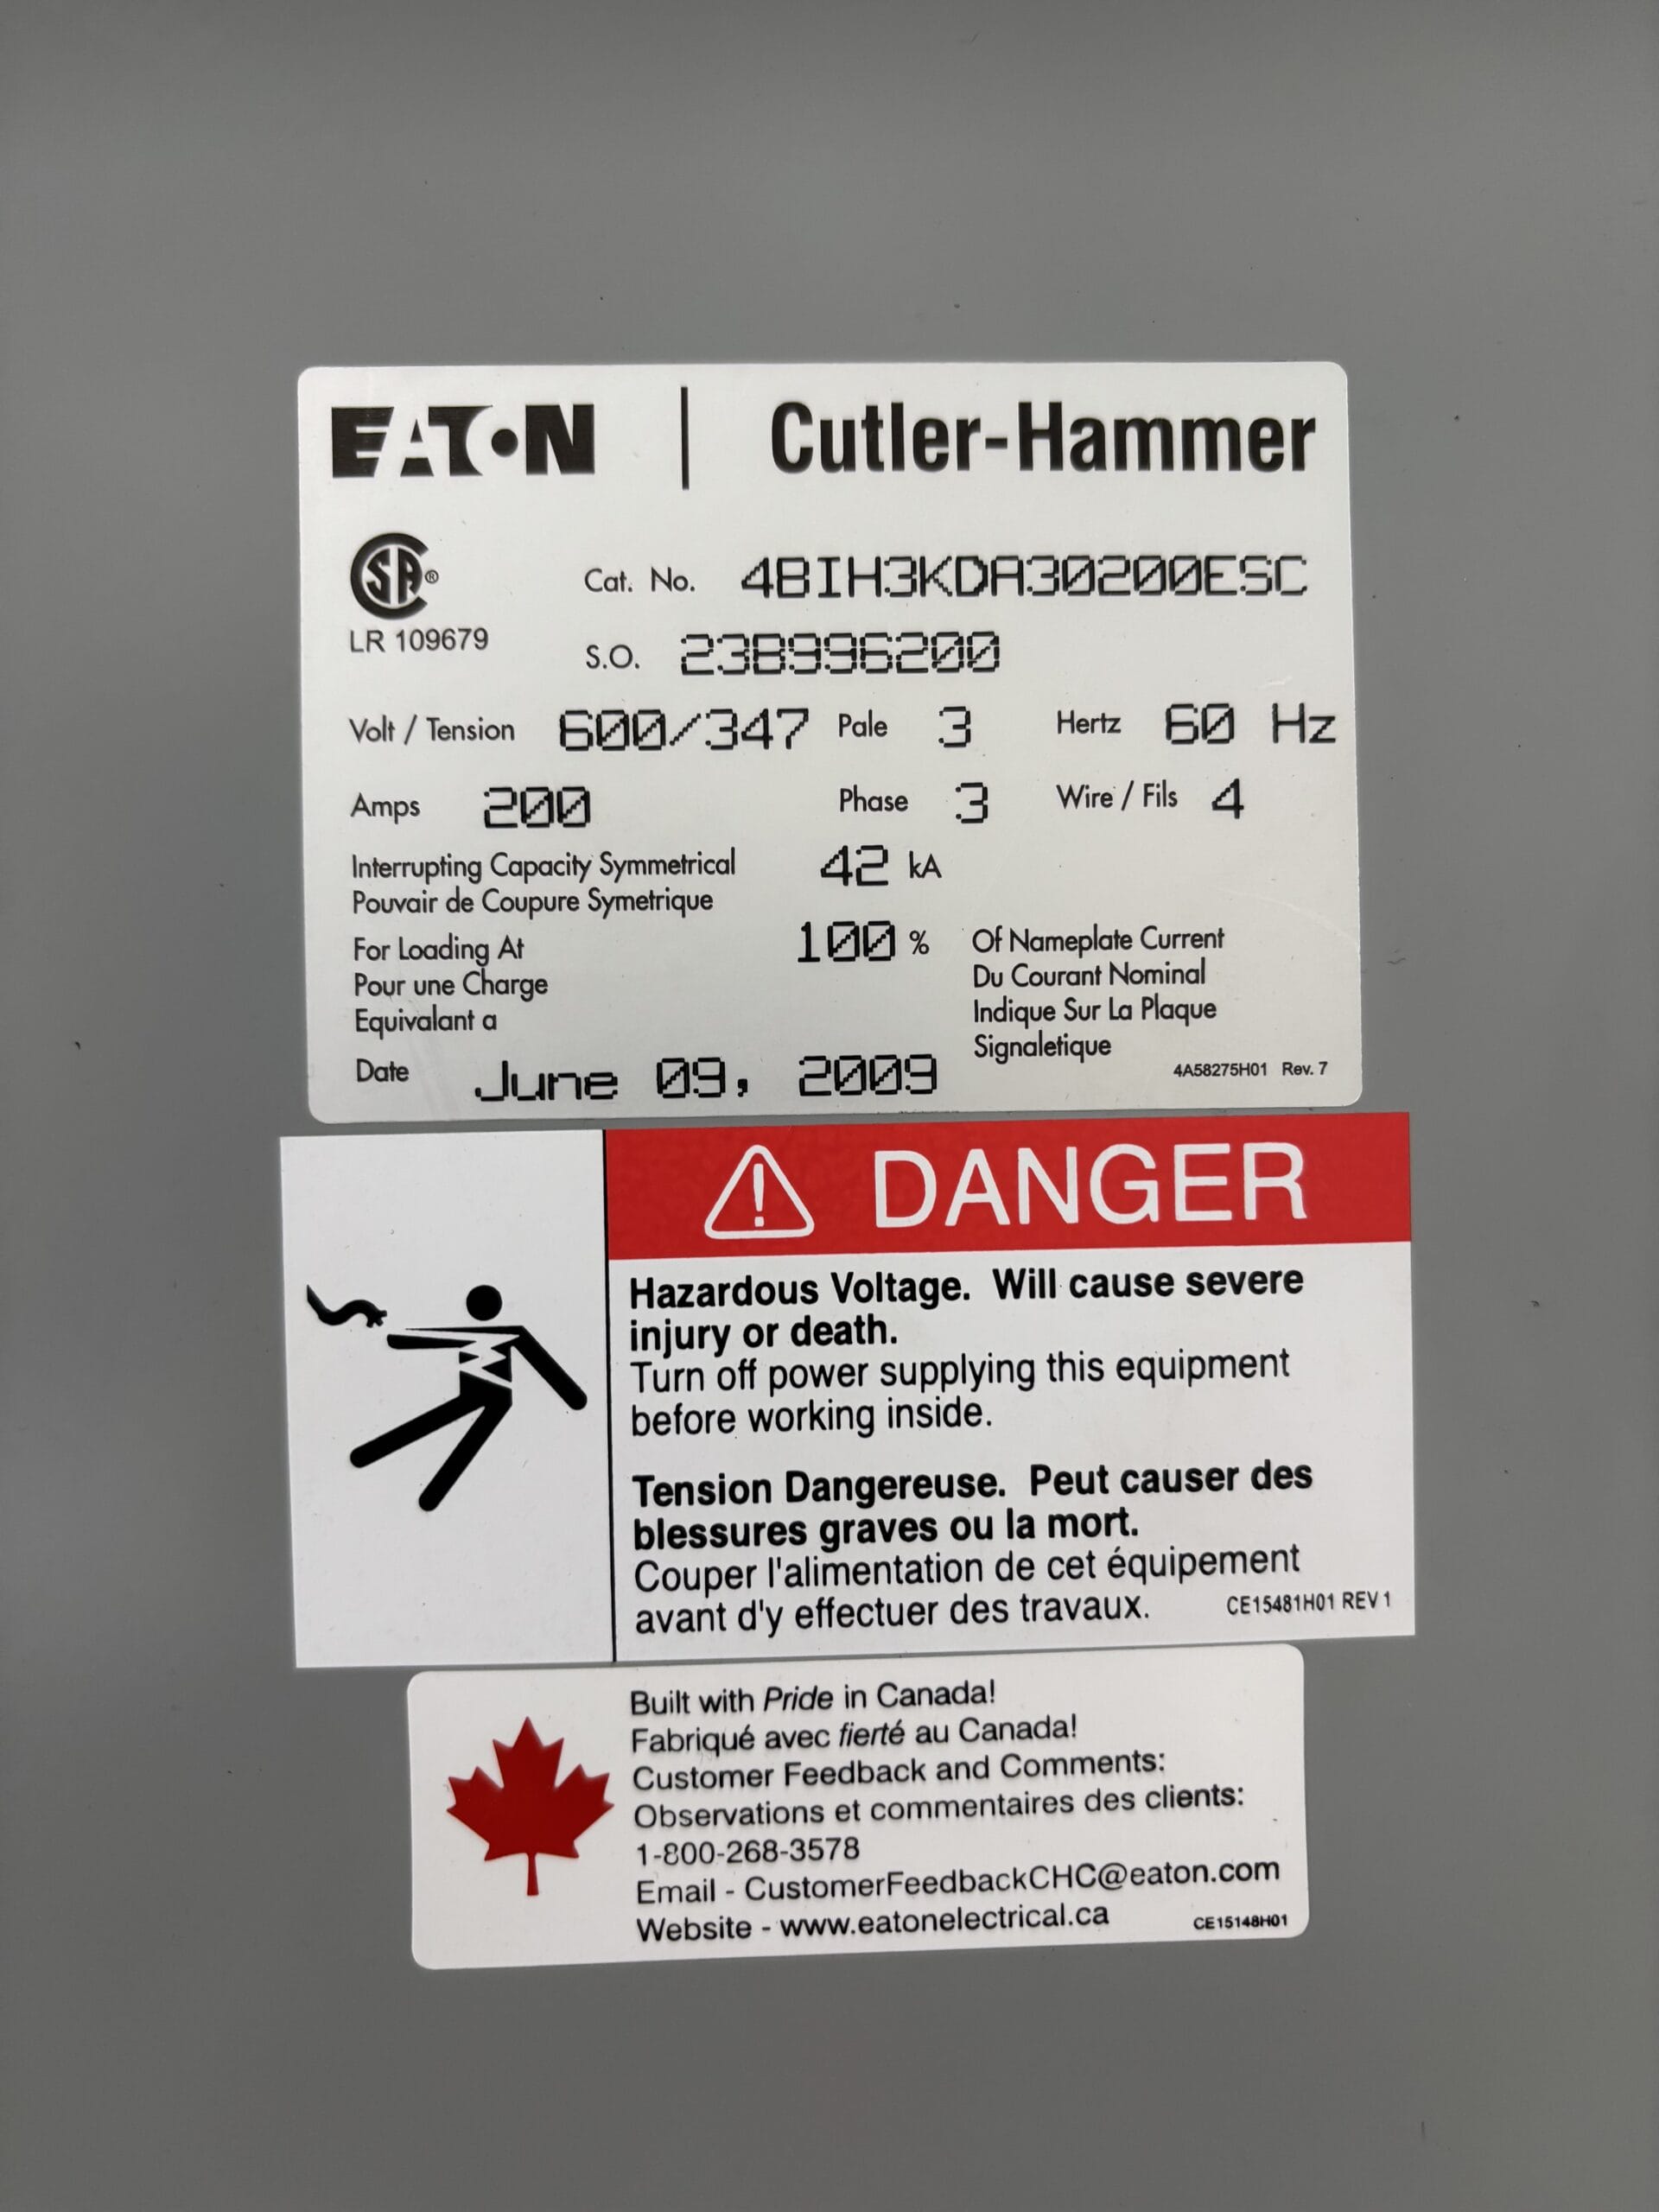 EATON | Cutler-Hammer
CSA®
LR 109679
Cat. No. 4BIH3KDA30200ESC
S.O. 23B996200
Volt / Tension 600/347 Pale 3 Hertz 60 Hz
Amps 200 Phase 3 Wire / Fils 4
Interrupting Capacity Symmetrical 42 kA
Pouvair de Coupure Symetrique
For Loading At 100 % Of Nameplate Current
Pour une Charge Du Courant Nominal
Equivalant a Indique Sur La Plaque
Signaletique
Date June 09, 2009 4A58275H01 Rev. 7
DANGER
Hazardous Voltage. Will cause severe
injury or death.
Turn off power supplying this equipment
before working inside.
Tension Dangereuse. Peut causer des
blessures graves ou la mort.
Couper l'alimentation de cet équipement
avant d'y effectuer des travaux. CE15481H01 REV 1
Built with Pride in Canada!
Fabriqué avec fierté au Canada!
Customer Feedback and Comments:
Observations et commentaires des clients:
1-800-268-3578
Email - CustomerFeedbackCHC@eaton.com
Website - www.eatonelectrical.ca CE15148H01